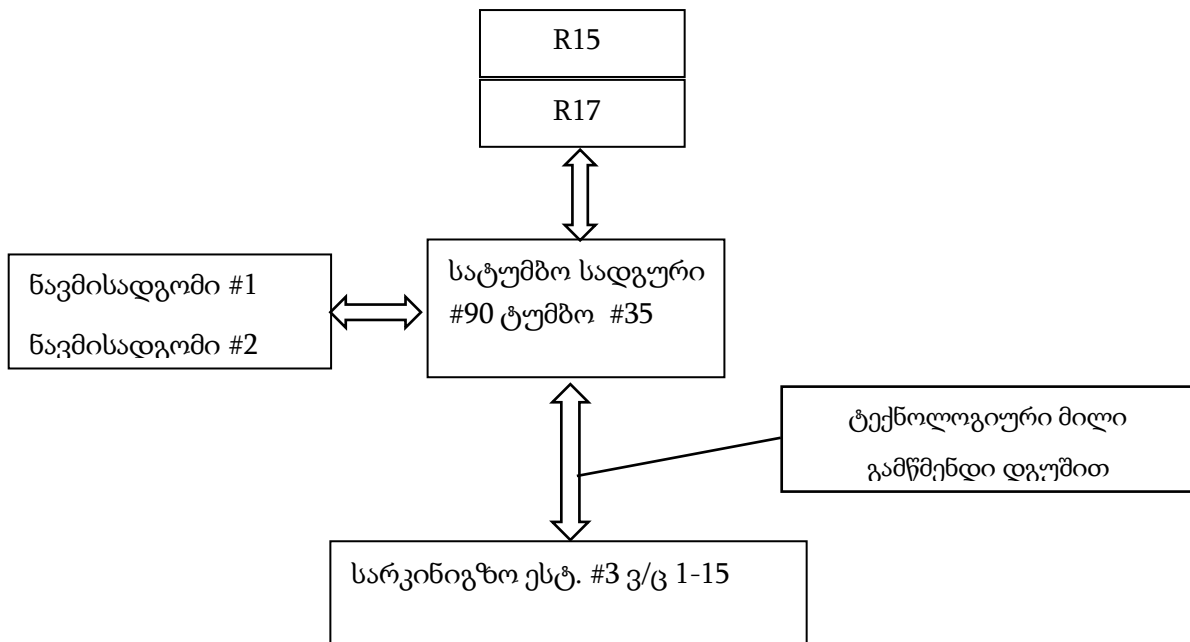 R15
R17
ნავმისადგომი #1
ნავმისადგომი #2
სატუმბო სადგური
#90 ტუმბო #35
ტექნოლოგიური მილი
გამწმენდი დგუშით
სარკინიგზო ესტ. #3 ვ/ც 1-15